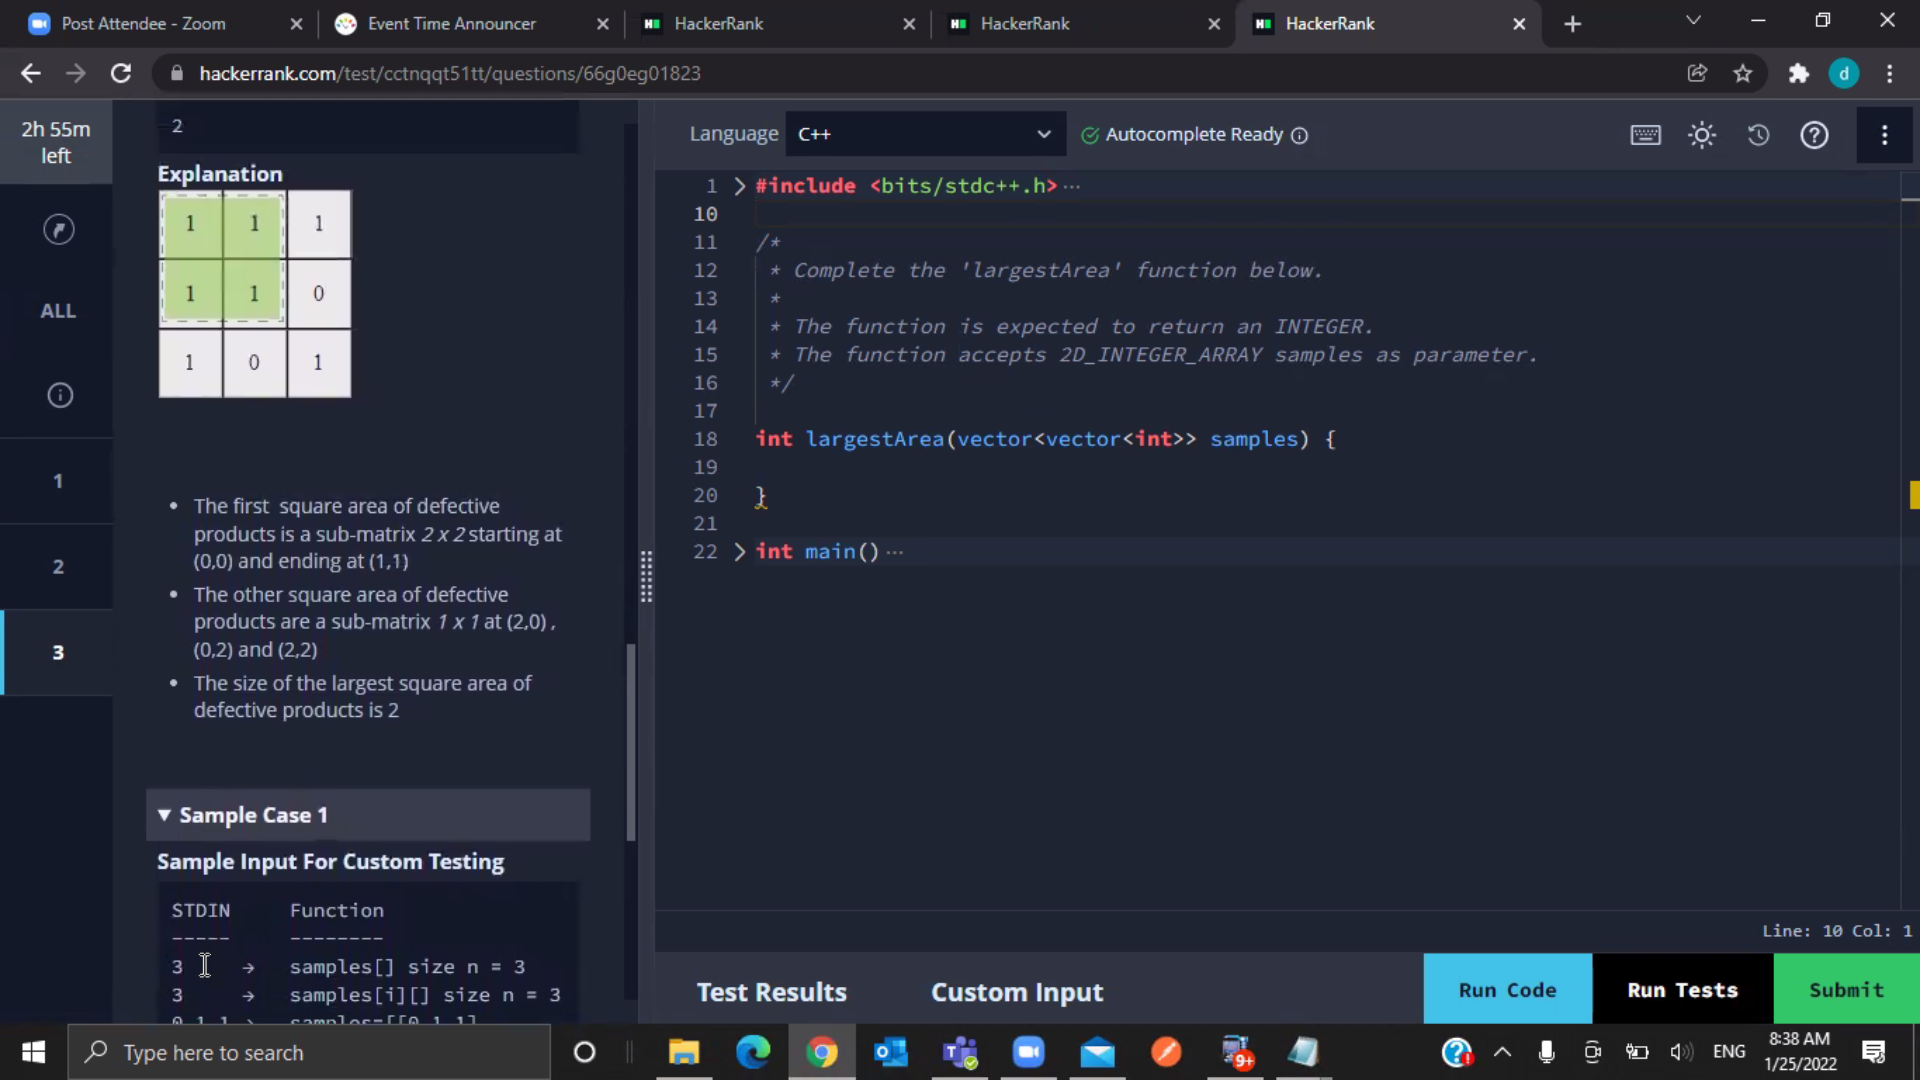 Post Attendee - Zoom
Event Time Announcer
HackerRank
HackerRank
HackerRank
hackerrank.com/test/cctnqqt51tt/questions/66g0eg01823
d
2h 55m
left
ALL
1
2
3
2
Explanation
1 1 1
1 1 0
1 0 1
• The first square area of defective
products is a sub-matrix 2 x 2 starting at
(0,0) and ending at (1,1)
• The other square area of defective
products are a sub-matrix 1 x 1 at (2,0) ,
(0,2) and (2,2)
• The size of the largest square area of
defective products is 2
Sample Case 1
Sample Input For Custom Testing
STDIN Function
----- --------
3 → samples[] size n = 3
3 → samples[i][] size n = 3
0 1 1 → samples=[[0,1,1],
Language C++ Autocomplete Ready
1 #include <bits/stdc++.h> ···
10
11 /*
12 * Complete the 'largestArea' function below.
13 *
14 * The function is expected to return an INTEGER.
15 * The function accepts 2D_INTEGER_ARRAY samples as parameter.
16 */
17
18 int largestArea(vector<vector<int>> samples) {
19
20 }
21
22 int main() ···
Line: 10 Col: 1
Test Results
Custom Input
Run Code
Run Tests
Submit
Type here to search
9+
ENG
8:38 AM
1/25/2022